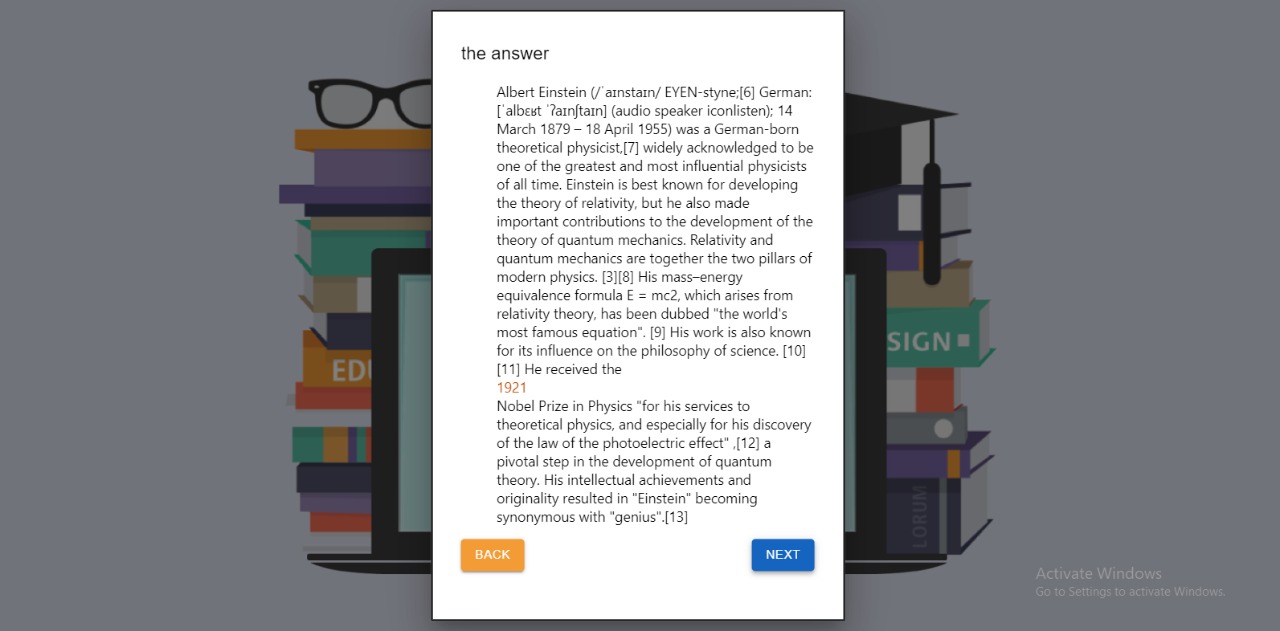 the answer
Albert Einstein (/ˈaɪnstaɪn/ EYEN-styne;[6] German:
[ˈalbɛʁt ˈʔaɪnʃtaɪn] (audio speaker iconlisten); 14
March 1879 – 18 April 1955) was a German-born
theoretical physicist,[7] widely acknowledged to be
one of the greatest and most influential physicists
of all time. Einstein is best known for developing
the theory of relativity, but he also made
important contributions to the development of the
theory of quantum mechanics. Relativity and
quantum mechanics are together the two pillars of
modern physics. [3][8] His mass–energy
equivalence formula E = mc2, which arises from
relativity theory, has been dubbed "the world's
most famous equation". [9] His work is also known
for its influence on the philosophy of science. [10]
[11] He received the
1921
Nobel Prize in Physics "for his services to
theoretical physics, and especially for his discovery
of the law of the photoelectric effect" ,[12] a
pivotal step in the development of quantum
theory. His intellectual achievements and
originality resulted in "Einstein" becoming
synonymous with "genius".[13]
BACK
NEXT
EDU
SIGN
LORUM
Activate Windows
Go to Settings to activate Windows.